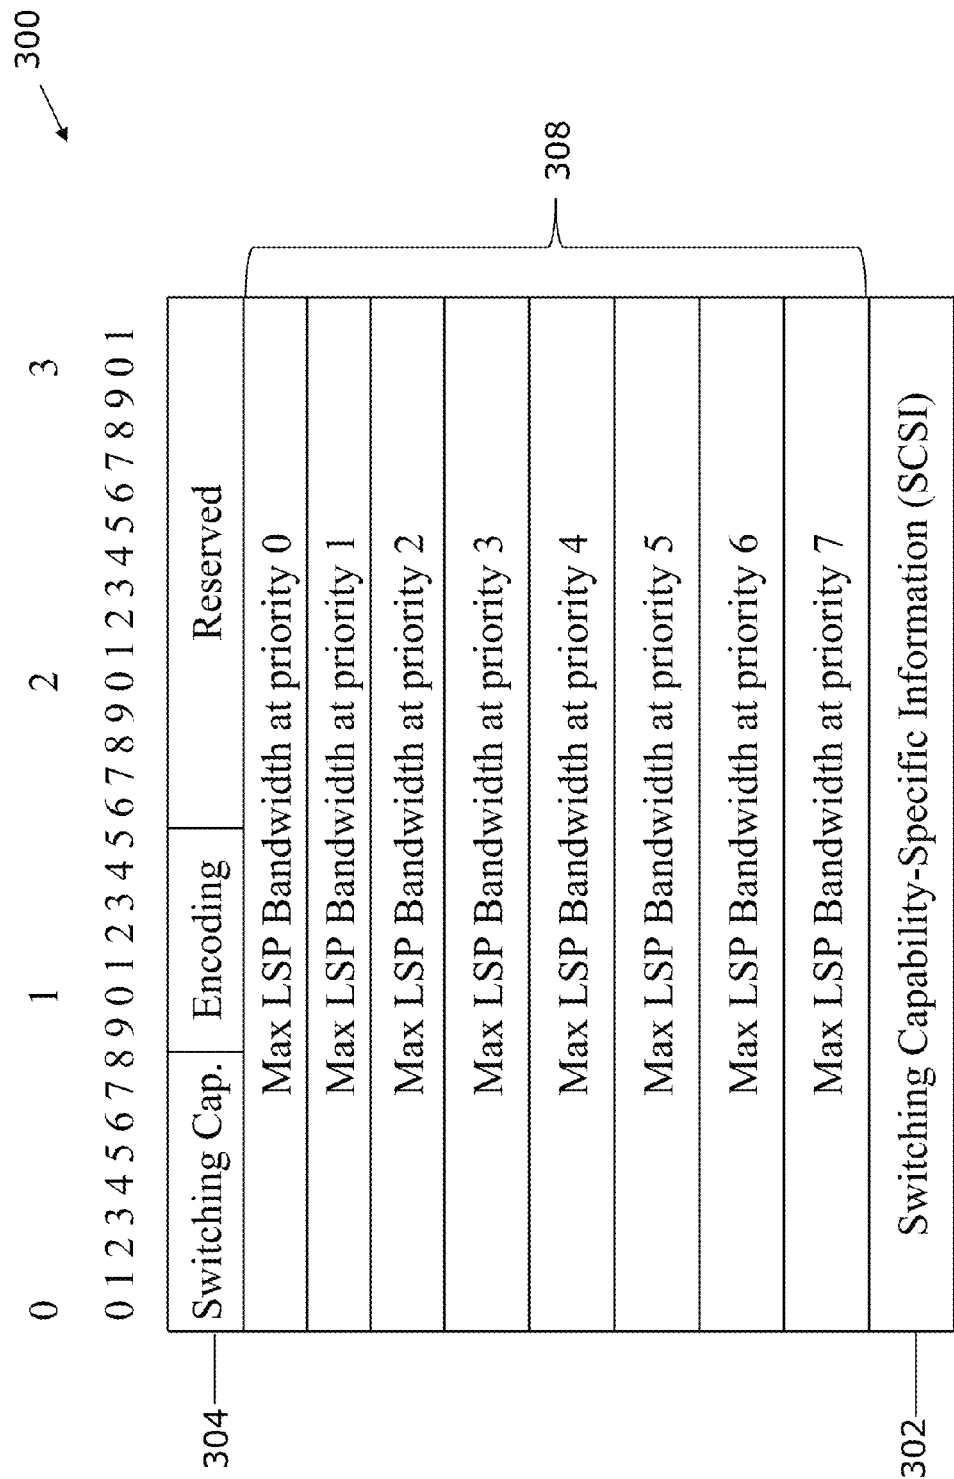 300
0 1 2 3
0 1 2 3 4 5 6 7 8 9 0 1 2 3 4 5 6 7 8 9 0 1 2 3 4 5 6 7 8 9 0 1
304 Switching Cap. Encoding Reserved
Max LSP Bandwidth at priority 0
Max LSP Bandwidth at priority 1
Max LSP Bandwidth at priority 2
Max LSP Bandwidth at priority 3
Max LSP Bandwidth at priority 4
Max LSP Bandwidth at priority 5
Max LSP Bandwidth at priority 6
Max LSP Bandwidth at priority 7
308
302 Switching Capability-Specific Information (SCSI)